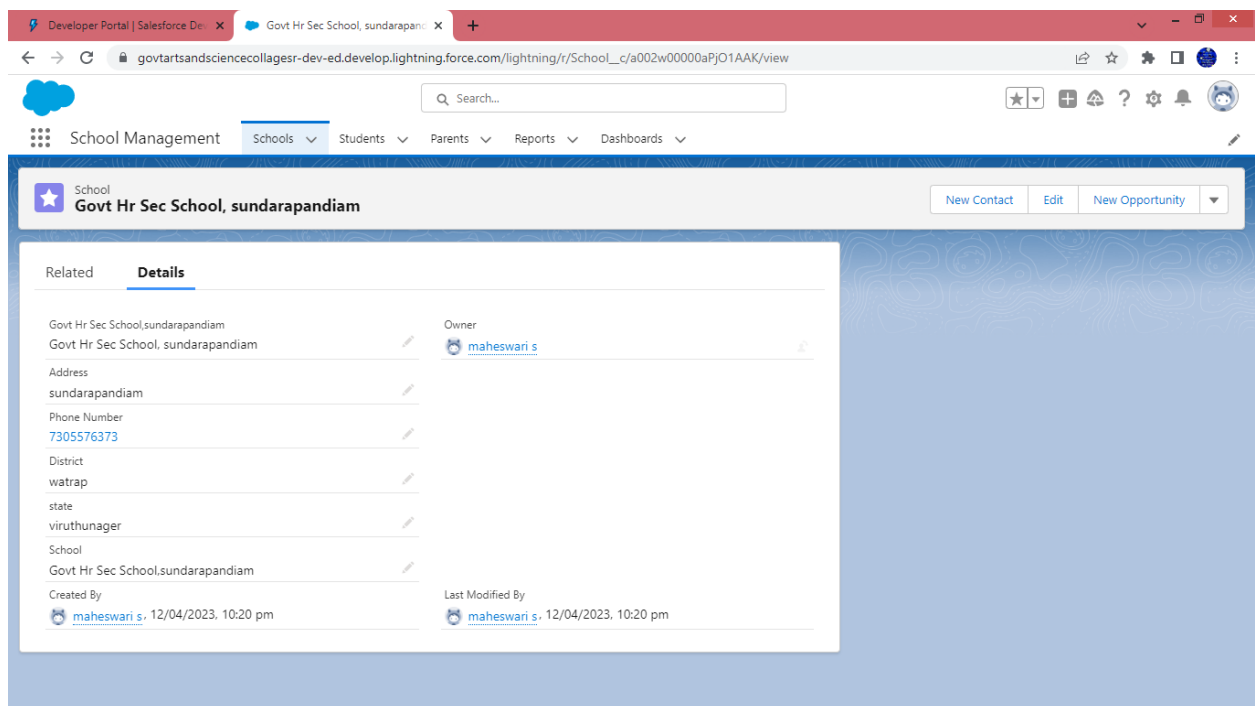 Developer Portal | Salesforce Dev
Govt Hr Sec School, sundarapand
govtartsandsciencecollagesr-dev-ed.develop.lightning.force.com/lightning/r/School__c/a002w00000aPjO1AAK/view
Search...
School Management
Schools
Students
Parents
Reports
Dashboards
School
Govt Hr Sec School, sundarapandiam
New Contact
Edit
New Opportunity
Related
Details
Govt Hr Sec School,sundarapandiam
Govt Hr Sec School, sundarapandiam
Owner
maheswari s
Address
sundarapandiam
Phone Number
7305576373
District
watrap
state
viruthunager
School
Govt Hr Sec School,sundarapandiam
Created By
maheswari s, 12/04/2023, 10:20 pm
Last Modified By
maheswari s, 12/04/2023, 10:20 pm